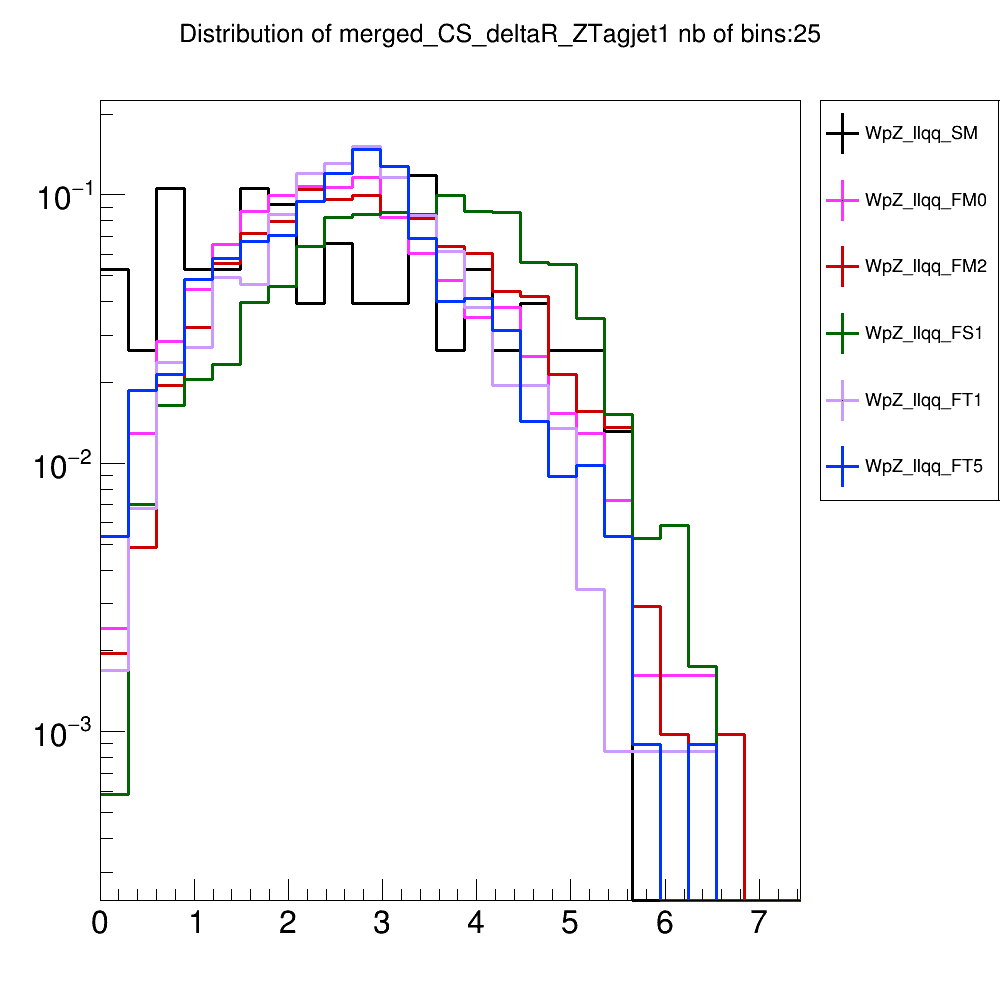 Distribution of merged_CS_deltaR_ZTagjet1 nb of bins:25
WpZ_llqq_SM
WpZ_llqq_FM0
WpZ_llqq_FM2
WpZ_llqq_FS1
WpZ_llqq_FT1
WpZ_llqq_FT5
10⁻¹
10⁻²
10⁻³
0 1 2 3 4 5 6 7